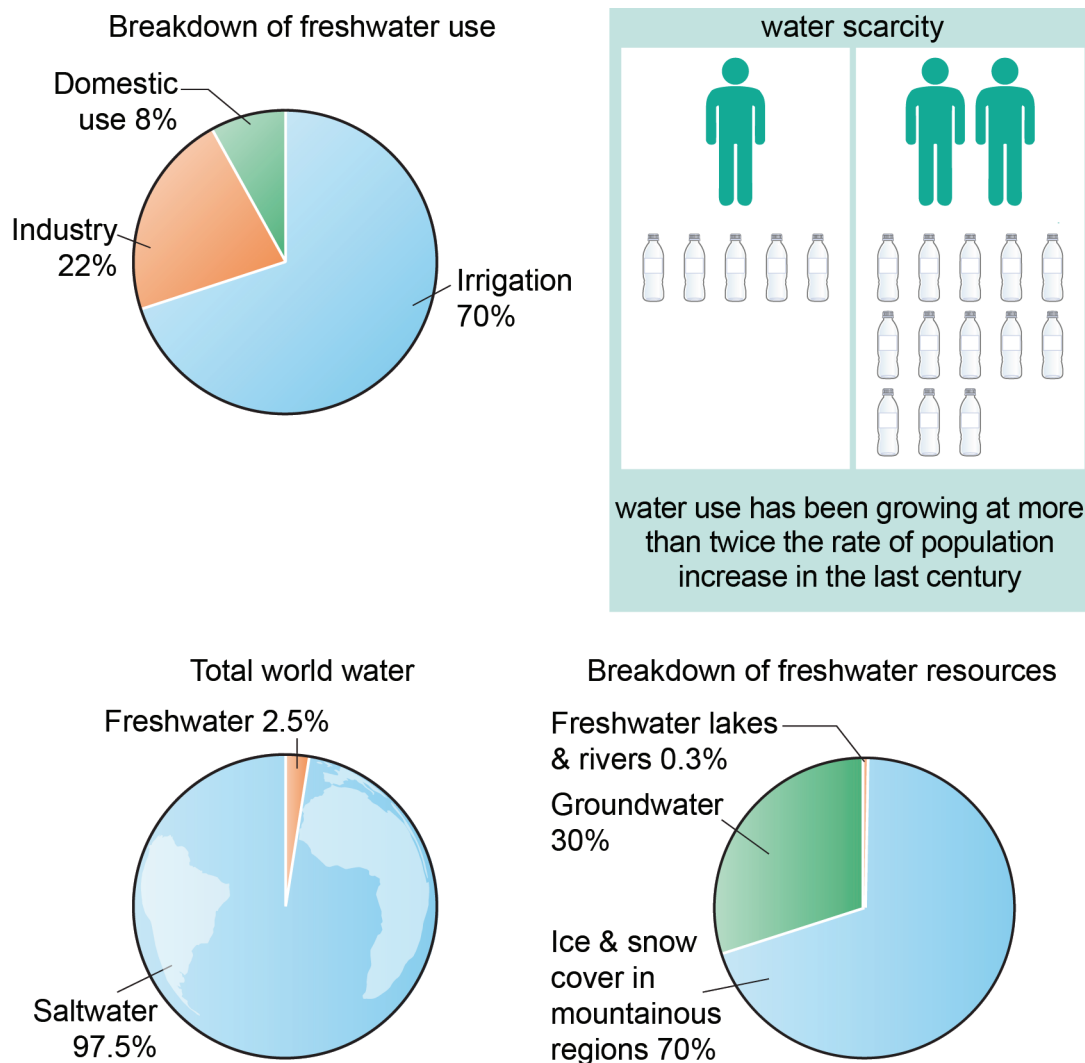 Breakdown of freshwater use
Domestic
use 8%
Industry
22%
Irrigation
70%
water scarcity
water use has been growing at more
than twice the rate of population
increase in the last century
Total world water
Freshwater 2.5%
Saltwater
97.5%
Breakdown of freshwater resources
Freshwater lakes
& rivers 0.3%
Groundwater
30%
Ice & snow
cover in
mountainous
regions 70%